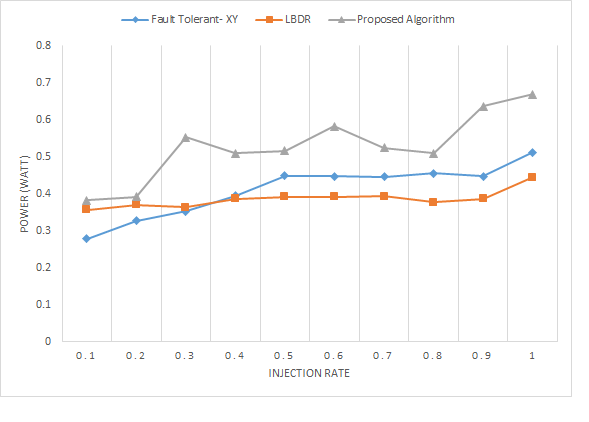 Fault Tolerant- XY LBDR Proposed Algorithm
0.8
0.7
0.6
0.5
0.4
0.3
0.2
0.1
0
POWER (WATT)
0.1 0.2 0.3 0.4 0.5 0.6 0.7 0.8 0.9 1
INJECTION RATE